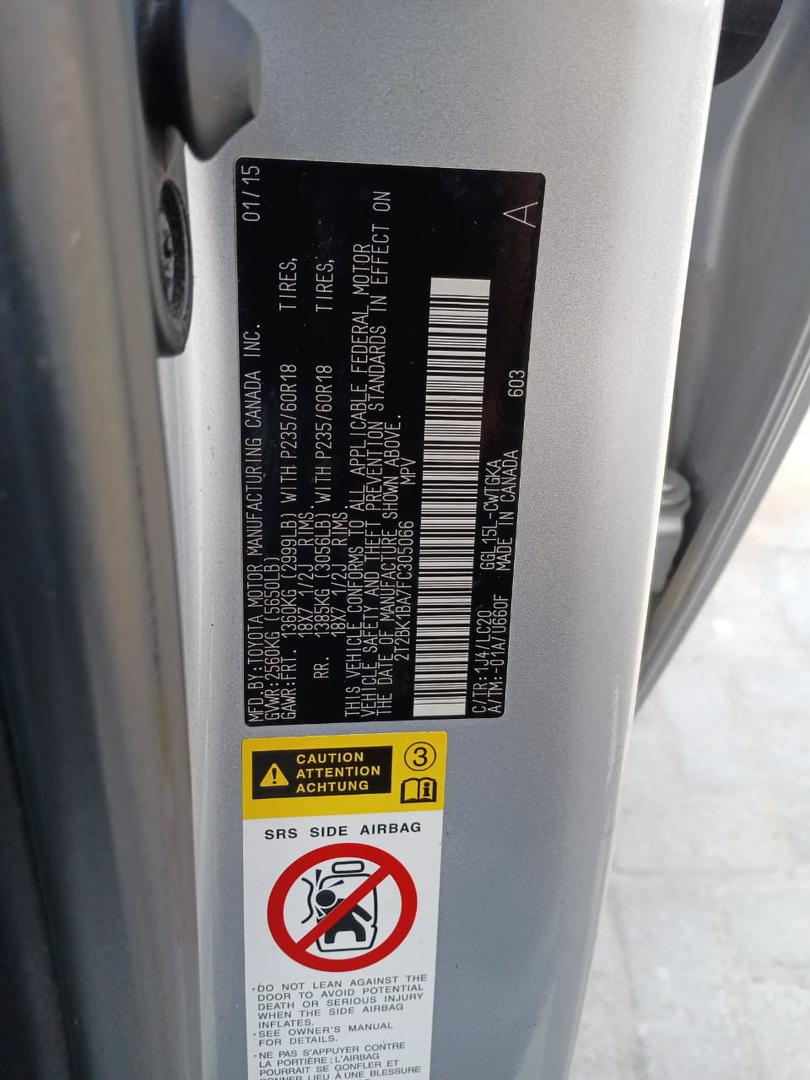 MFD.BY:TOYOTA MOTOR MANUFACTURING CANADA INC. 01/15
GVWR:2560KG (5650LB)
GAWR:FRT. 1360KG (2999LB) WITH P235/60R18 TIRES,
18X7 1/2J RIMS.
RR. 1385KG (3056LB) WITH P235/60R18 TIRES,
18X7 1/2J RIMS.
THIS VEHICLE CONFORMS TO ALL APPLICABLE FEDERAL MOTOR
VEHICLE SAFETY AND THEFT PREVENTION STANDARDS IN EFFECT ON
THE DATE OF MANUFACTURE SHOWN ABOVE.
2T2BK1BA7FC305066 MPV
C/TR:1J4/LC20 GGL15L-CWTGKA
A/TM:-01A/U660F MADE IN CANADA 603
A
CAUTION
ATTENTION
ACHTUNG
3
SRS SIDE AIRBAG
·DO NOT LEAN AGAINST THE
DOOR TO AVOID POTENTIAL
DEATH OR SERIOUS INJURY
WHEN THE SIDE AIRBAG
INFLATES.
·SEE OWNER'S MANUAL
FOR DETAILS.
·NE PAS S'APPUYER CONTRE
LA PORTIÈRE; L'AIRBAG
POURRAIT SE GONFLER ET
DONNER LIEU À UNE BLESSURE